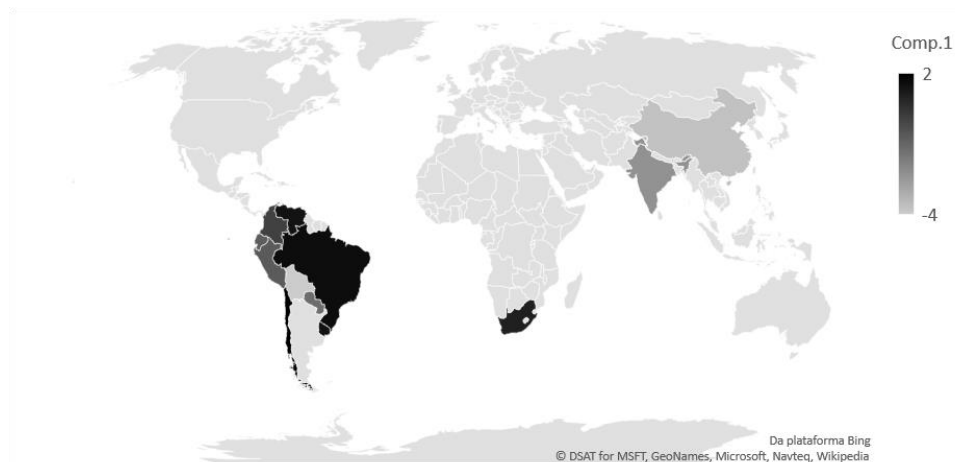 Comp.1
2
-4
Da plataforma Bing
© DSAT for MSFT, GeoNames, Microsoft, Navteq, Wikipedia